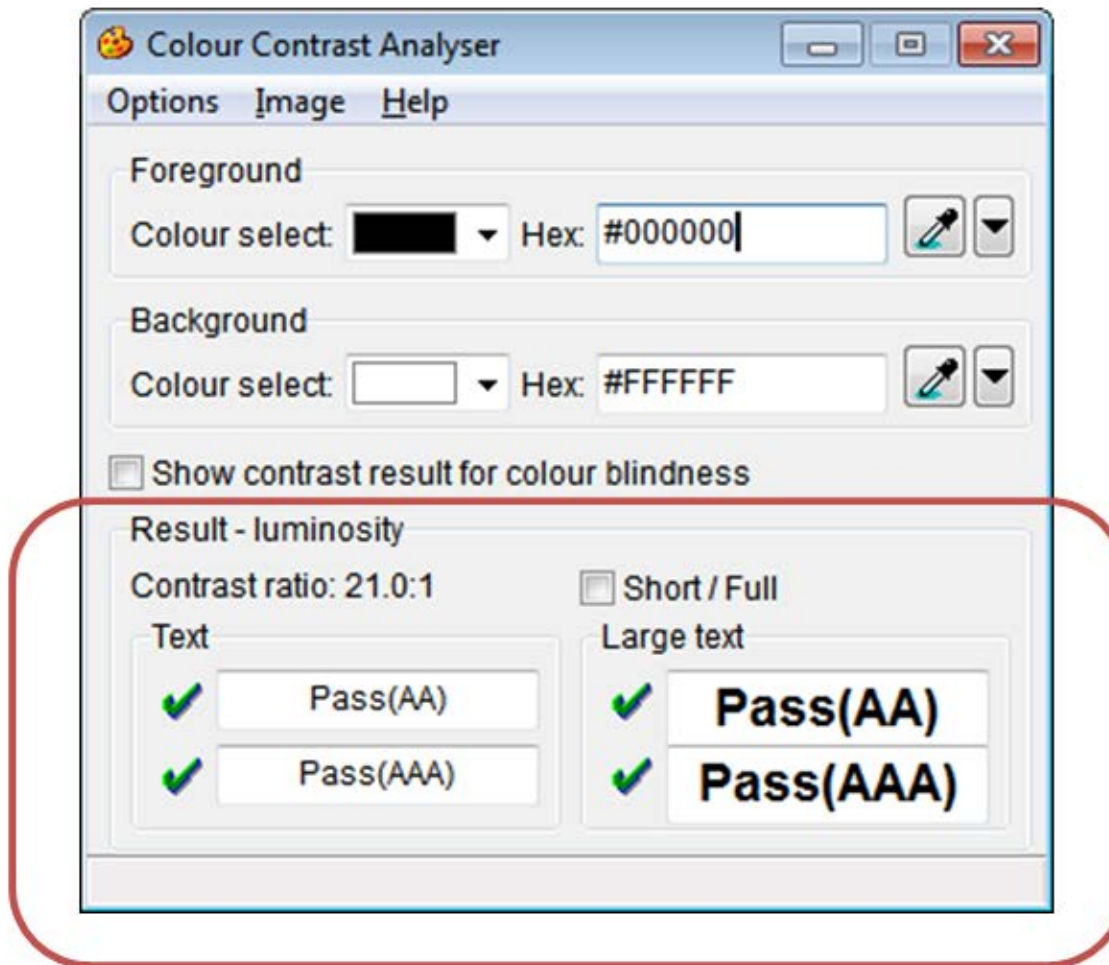 Colour Contrast Analyser
Options Image Help
Foreground
Colour select: Hex: #000000
Background
Colour select: Hex: #FFFFFF
Show contrast result for colour blindness
Result - luminosity
Contrast ratio: 21.0:1 Short / Full
Text Large text
Pass(AA) Pass(AA)
Pass(AAA) Pass(AAA)